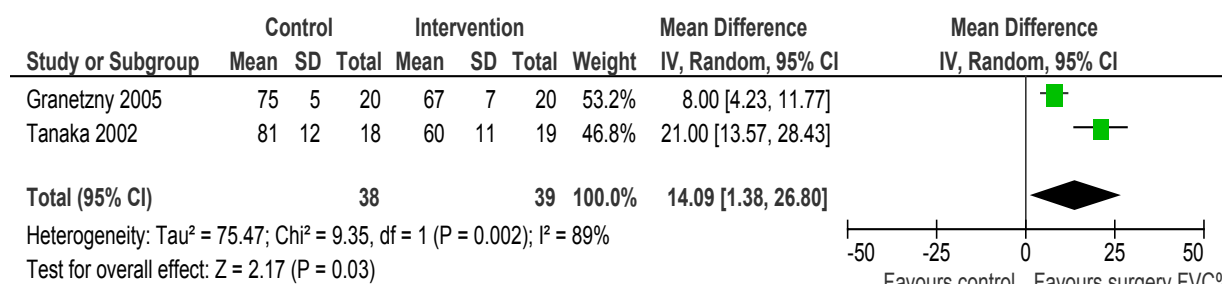 Control Intervention Mean Difference Mean Difference
Study or Subgroup Mean SD Total Mean SD Total Weight IV, Random, 95% CI IV, Random, 95% CI
Granetzny 2005 75 5 20 67 7 20 53.2% 8.00 [4.23, 11.77]
Tanaka 2002 81 12 18 60 11 19 46.8% 21.00 [13.57, 28.43]
Total (95% CI) 38 39 100.0% 14.09 [1.38, 26.80]
Heterogeneity: Tau² = 75.47; Chi² = 9.35, df = 1 (P = 0.002); I² = 89%
Test for overall effect: Z = 2.17 (P = 0.03)
-50 -25 0 25 50
Favours control Favours surgery FVC%